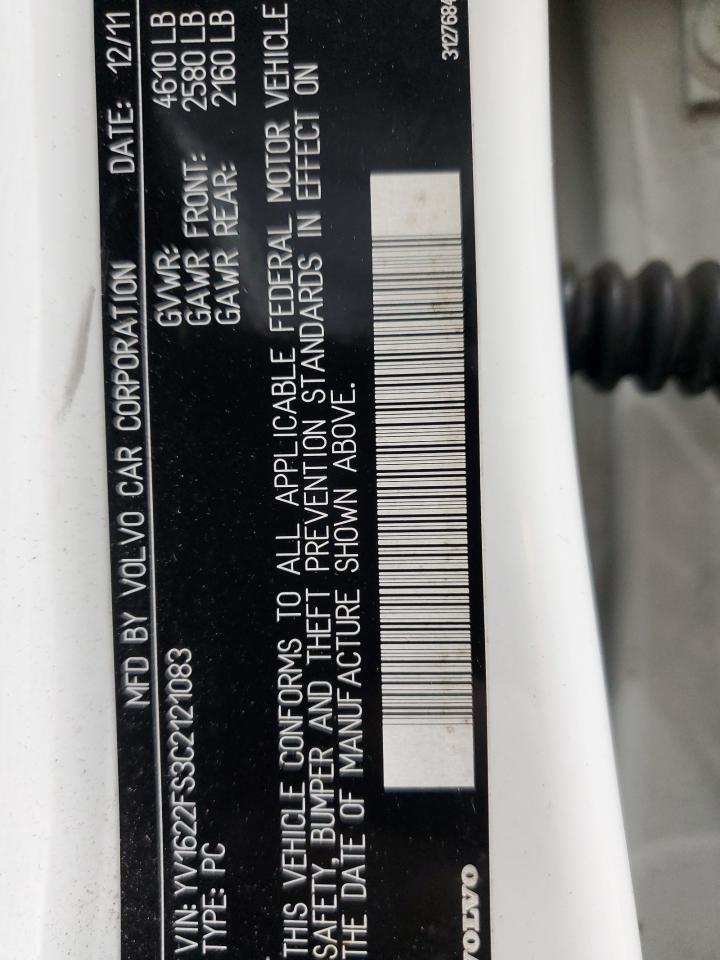 MFD BY VOLVO CAR CORPORATION DATE: 12/11
VIN: YV1622FS3C2121083 GVWR: 4610 LB
TYPE: PC GAWR FRONT: 2580 LB
GAWR REAR: 2160 LB
THIS VEHICLE CONFORMS TO ALL APPLICABLE FEDERAL MOTOR VEHICLE
SAFETY, BUMPER AND THEFT PREVENTION STANDARDS IN EFFECT ON
THE DATE OF MANUFACTURE SHOWN ABOVE.
VOLVO 3127684